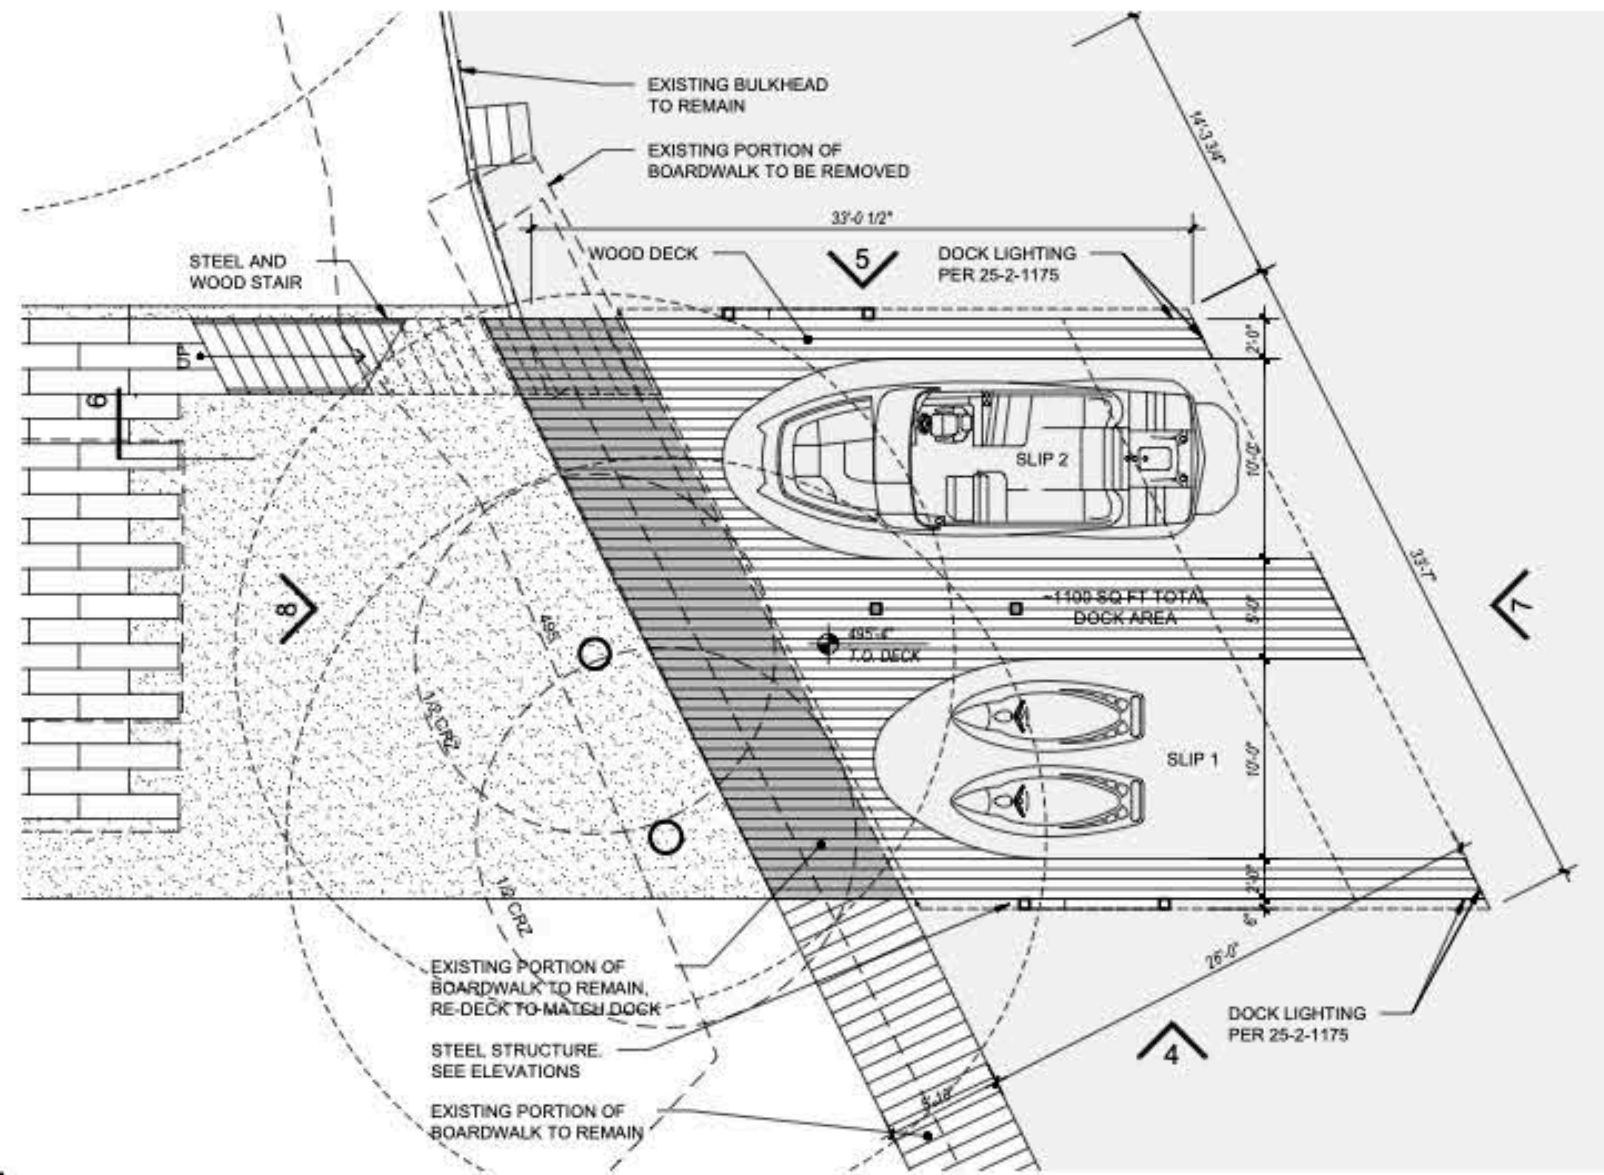 EXISTING BULKHEAD
TO REMAIN
14'-3 3/4"
EXISTING PORTION OF
BOARDWALK TO BE REMOVED
33'-0 1/2"
STEEL AND
WOOD STAIR
WOOD DECK
5
DOCK LIGHTING
PER 25-2-1175
UP
2'-0"
6
SLIP 2
10'-0"
33'-7"
8
~1100 SQ FT TOTAL
DOCK AREA
5'-0"
7
495
495'-4"
T.O. DECK
1/2 CRZ
SLIP 1
10'-0"
1/2 CRZ
2'-0"
6"
EXISTING PORTION OF
BOARDWALK TO REMAIN,
RE-DECK TO MATCH DOCK
26'-0"
DOCK LIGHTING
PER 25-2-1175
STEEL STRUCTURE.
SEE ELEVATIONS
4
EXISTING PORTION OF
BOARDWALK TO REMAIN